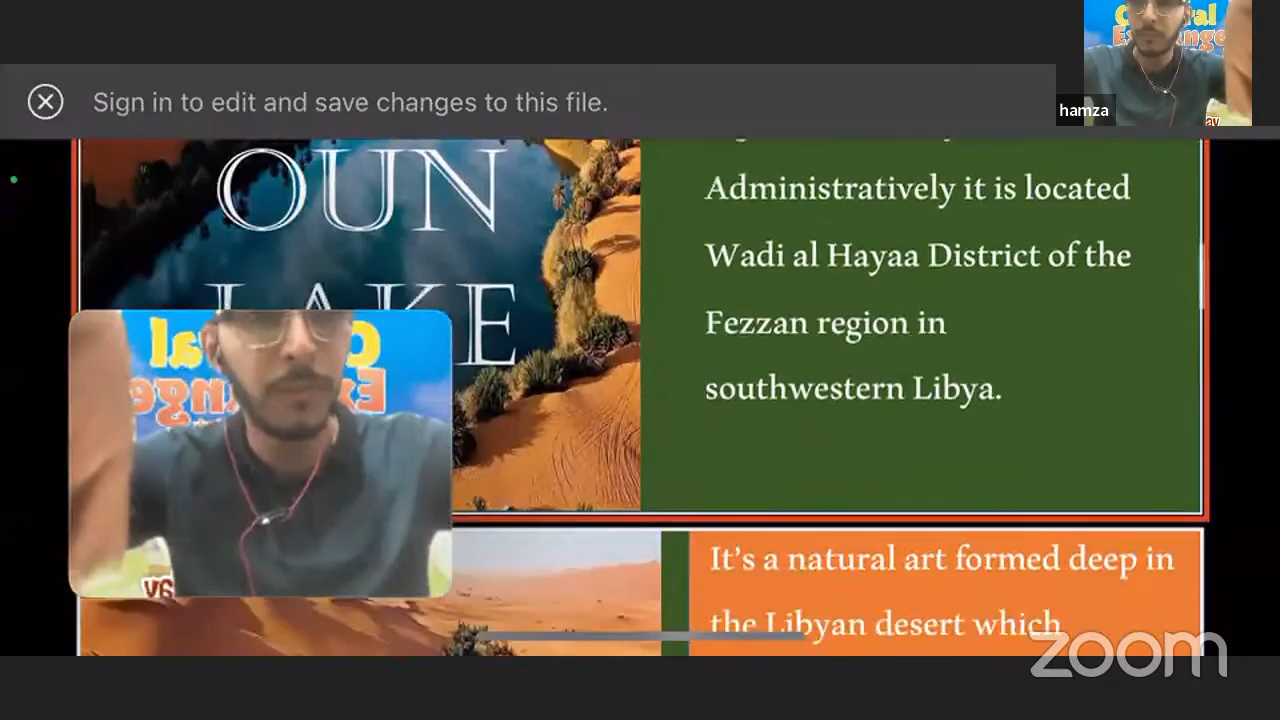 Sign in to edit and save changes to this file.
hamza
OUN
LAKE
Administratively it is located
Wadi al Hayaa District of the
Fezzan region in
southwestern Libya.
It's a natural art formed deep in
the Libyan desert which
zoom